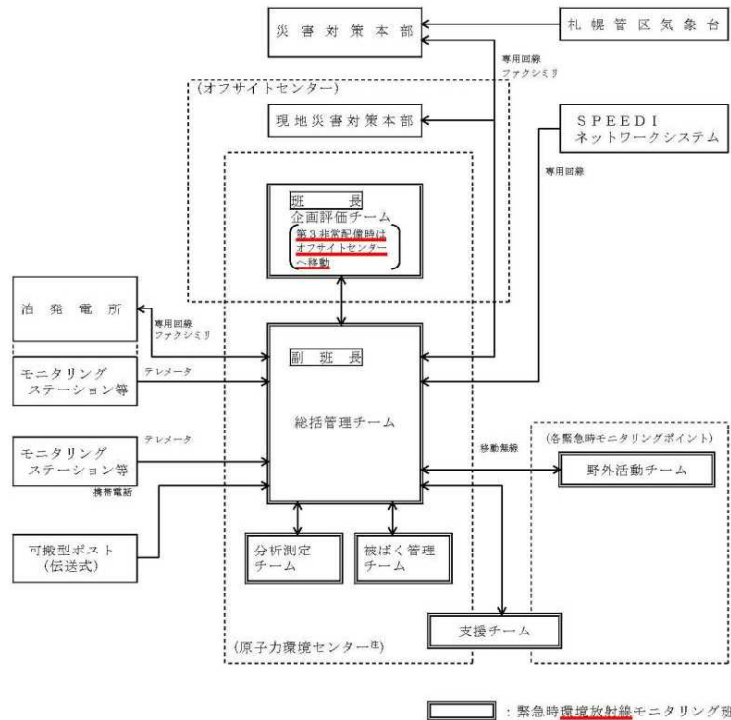 災害対策本部
札幌管区気象台
専用回線
ファクシミリ
(オフサイトセンター)
現地災害対策本部
SPEEDI
ネットワークシステム
専用回線
班長
企画評価チーム
第3非常配備時は
オフサイトセンター
へ移動
泊発電所
専用回線
ファクシミリ
副班長
モニタリング
ステーション等
テレメータ
総括管理チーム
モニタリング
ステーション等
テレメータ
携帯電話
移動無線
(各緊急時モニタリングポイント)
野外活動チーム
可搬型ポスト
(伝送式)
分析測定
チーム
被ばく管理
チーム
支援チーム
(原子力環境センター注)
:緊急時環境放射線モニタリング班